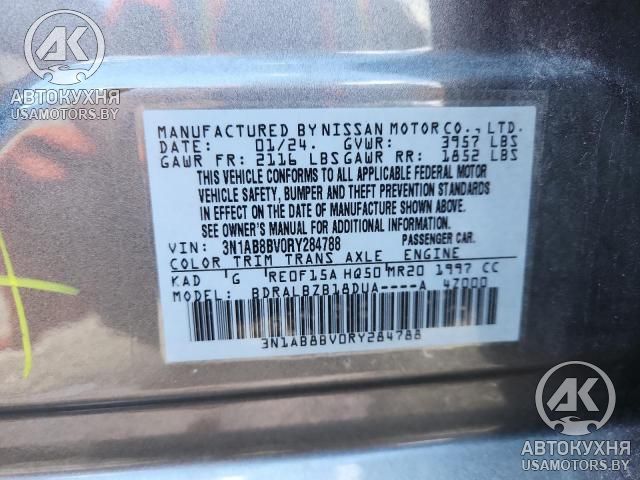 АК
АВТОКУХНЯ
USAMOTORS.BY
MANUFACTURED BY NISSAN MOTOR CO., LTD.
DATE: 01/24. GVWR: 3957 LBS
GAWR FR: 2116 LBS GAWR RR: 1852 LBS
THIS VEHICLE CONFORMS TO ALL APPLICABLE FEDERAL MOTOR
VEHICLE SAFETY, BUMPER AND THEFT PREVENTION STANDARDS
IN EFFECT ON THE DATE OF MANUFACTURE SHOWN ABOVE.
SEE OWNER'S MANUAL FOR ADDITIONAL INFORMATION.
VIN: 3N1AB8BV0RY284788 PASSENGER CAR.
COLOR TRIM TRANS AXLE ENGINE
KAD G RE0F15A HQ50 MR20 1997 CC
MODEL: BDRALBZB18DUA----A 4Z000
3N1AB8BV0RY284788
АК
АВТОКУХНЯ
USAMOTORS.BY